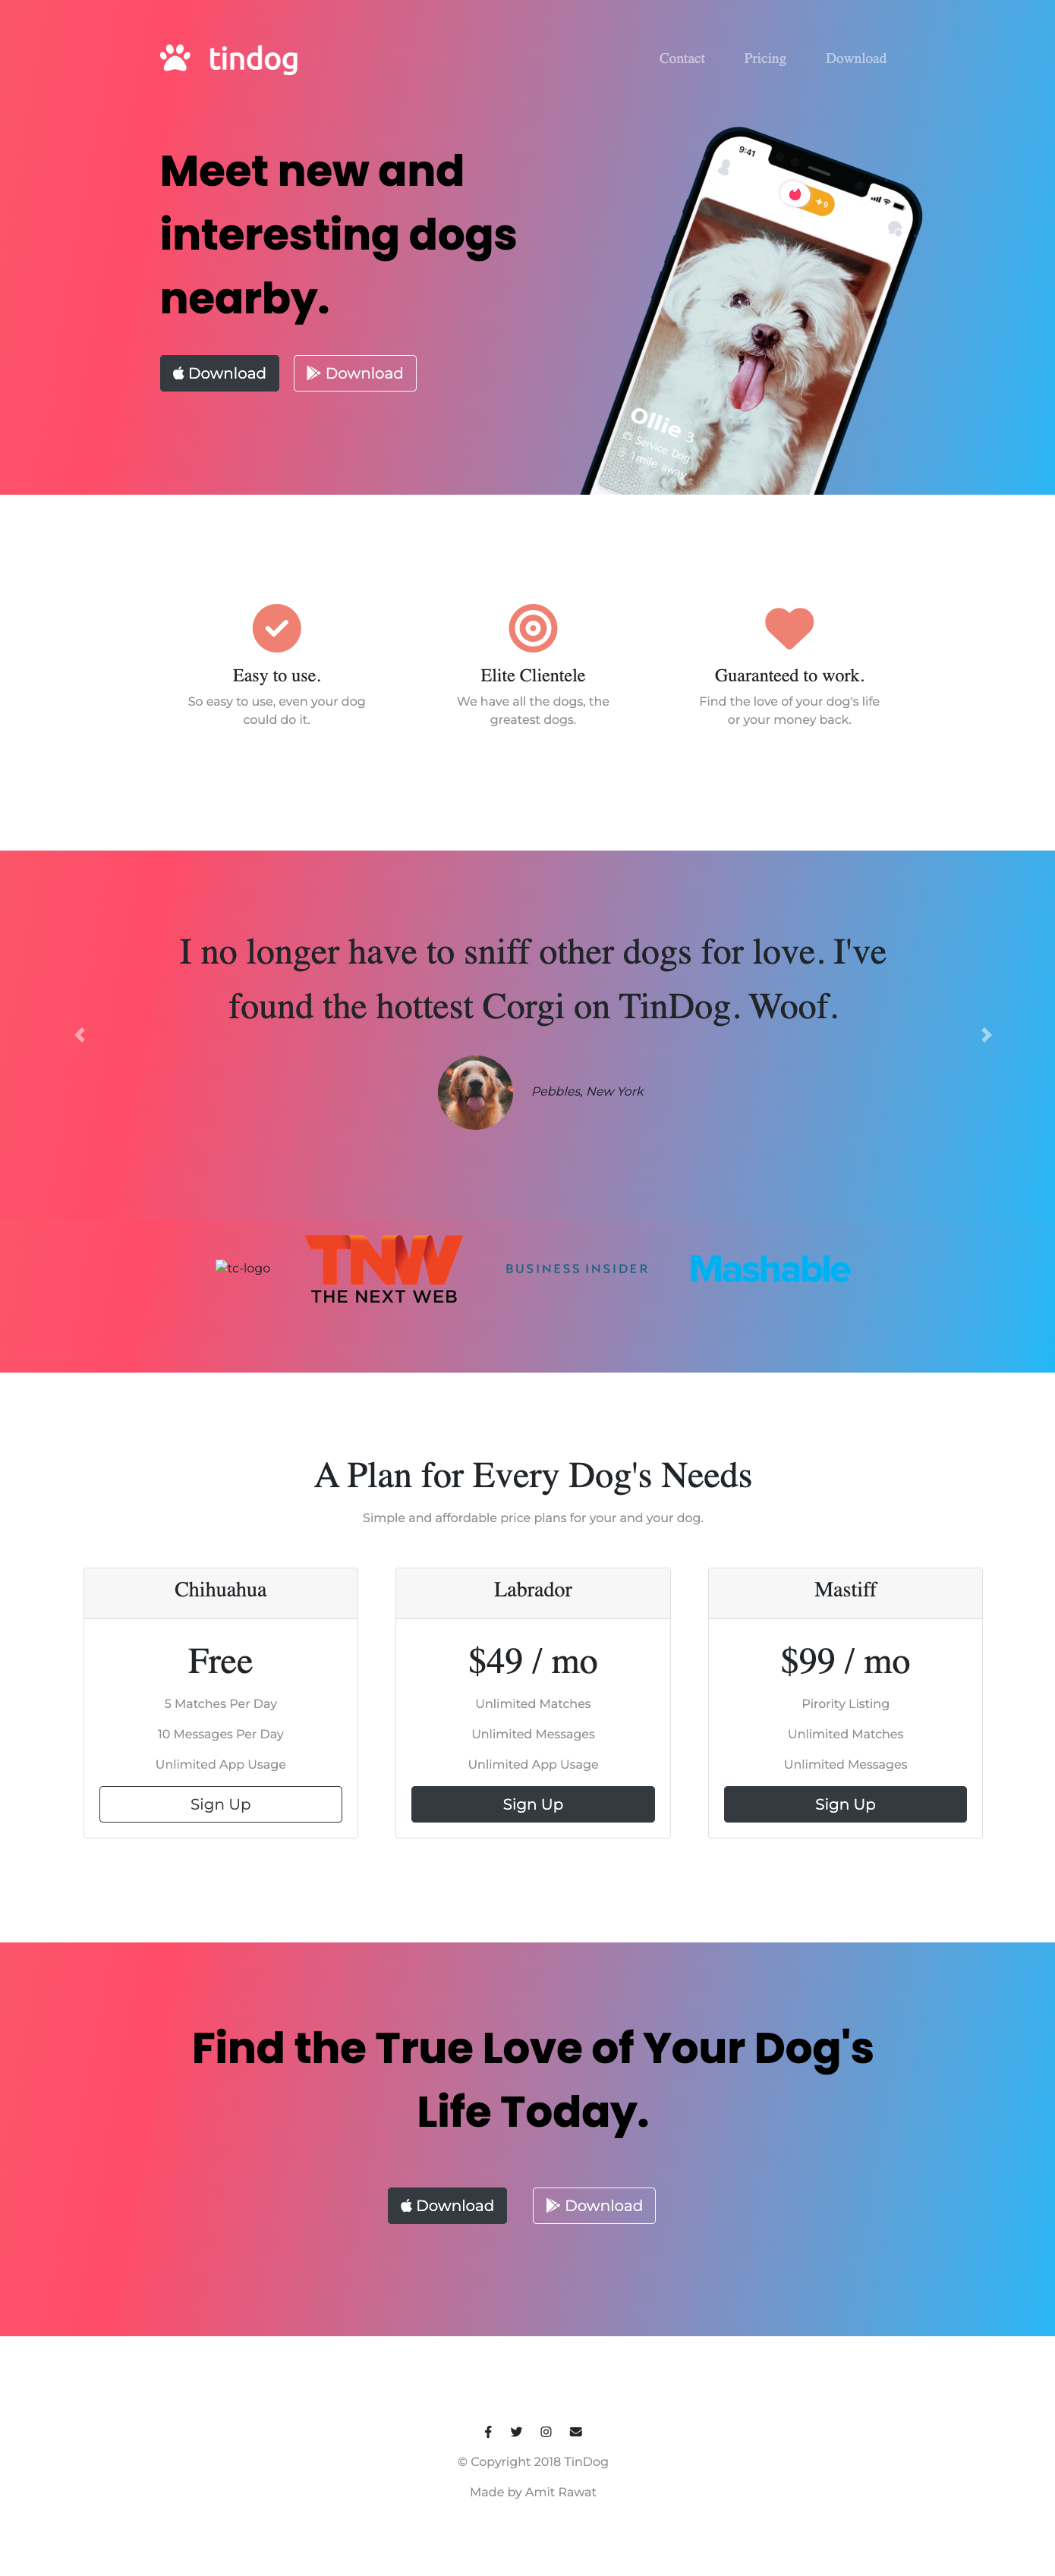 tindog
Contact Pricing Download
Meet new and
interesting dogs
nearby.
Download Download
9:41
9
Ollie 3
Service Dog
1 mile away
Easy to use. Elite Clientele Guaranteed to work.
So easy to use, even your dog We have all the dogs, the Find the love of your dog's life
could do it. greatest dogs. or your money back.
I no longer have to sniff other dogs for love. I've
found the hottest Corgi on TinDog. Woof.
Pebbles, New York
tc-logo
TNW
THE NEXT WEB
BUSINESS INSIDER
Mashable
A Plan for Every Dog's Needs
Simple and affordable price plans for your and your dog.
Chihuahua
Free
5 Matches Per Day
10 Messages Per Day
Unlimited App Usage
Sign Up
Labrador
$49 / mo
Unlimited Matches
Unlimited Messages
Unlimited App Usage
Sign Up
Mastiff
$99 / mo
Pirority Listing
Unlimited Matches
Unlimited Messages
Sign Up
Find the True Love of Your Dog's
Life Today.
Download Download
© Copyright 2018 TinDog
Made by Amit Rawat